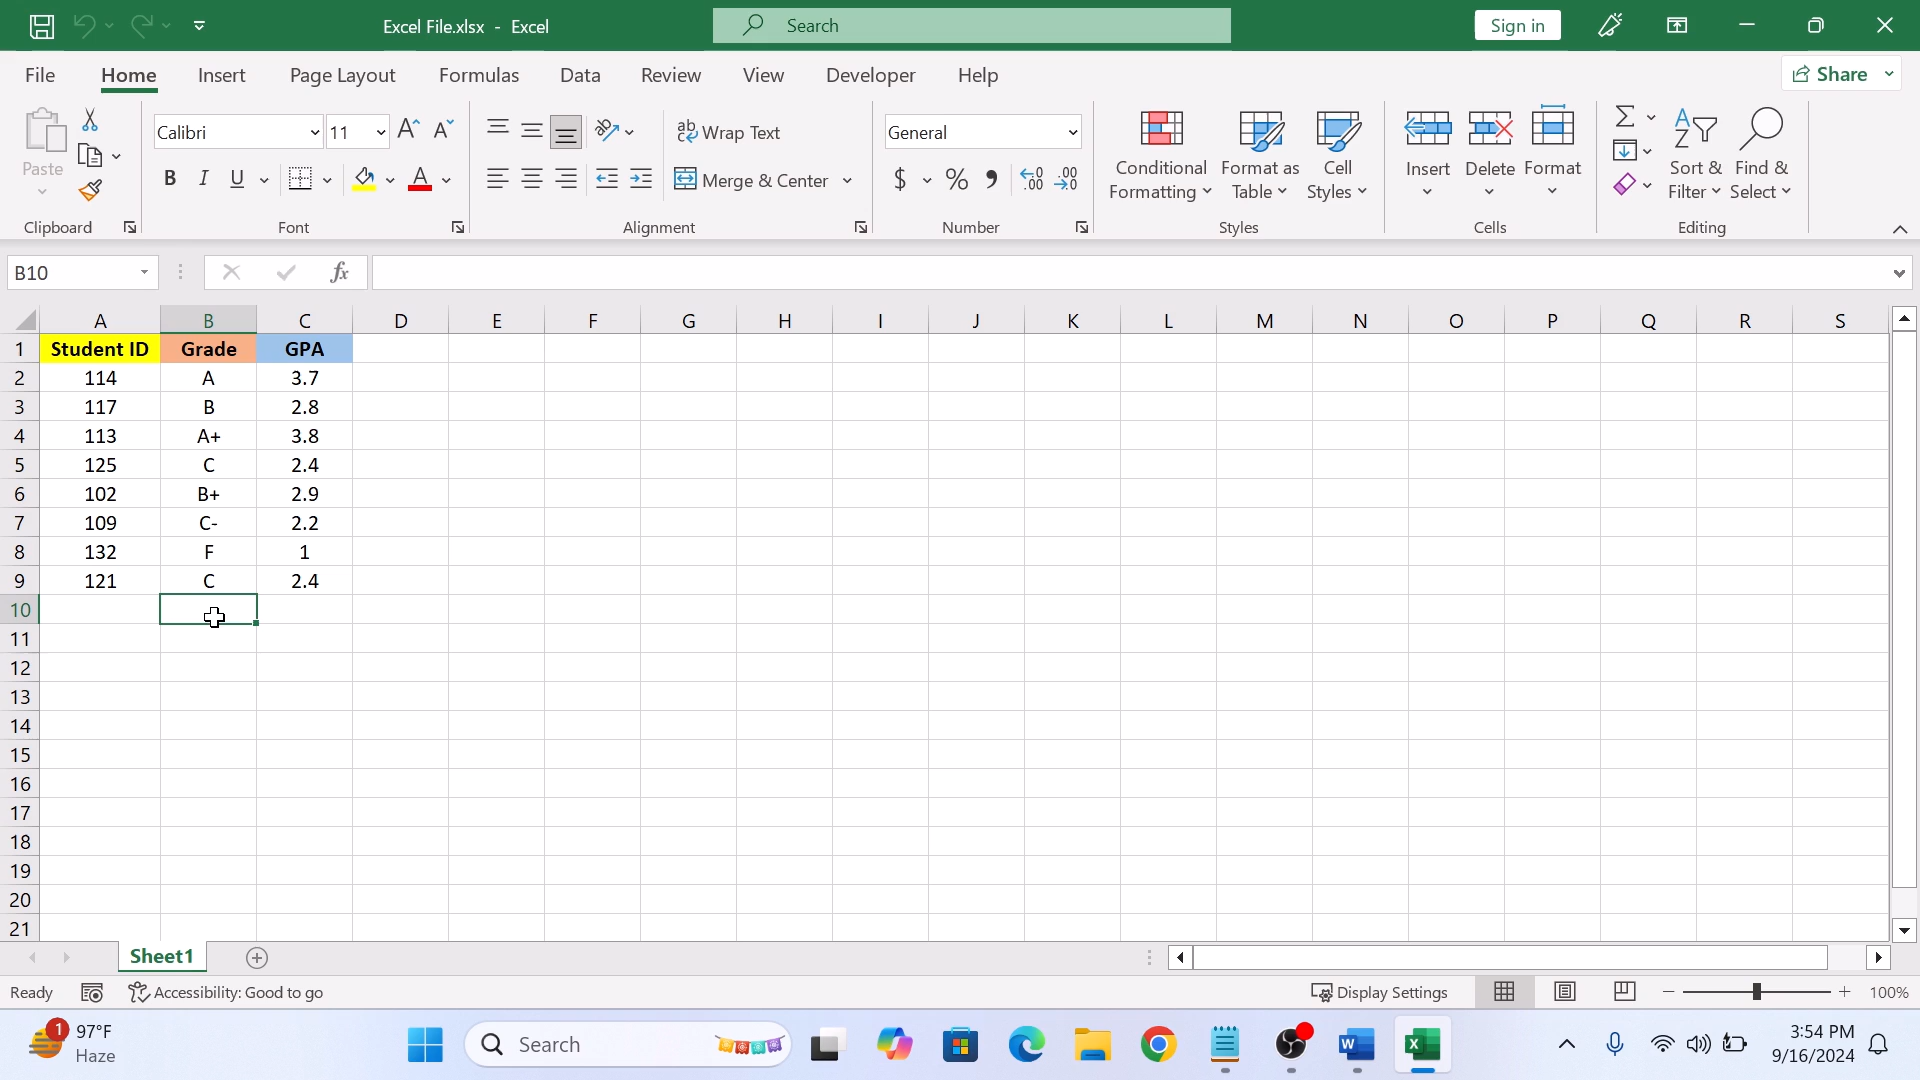 Excel File.xlsx - Excel
Search
Sign in
File Home Insert Page Layout Formulas Data Review View Developer Help
Share
Paste
Clipboard
Calibri 11
B I U A
Font
Wrap Text
Merge & Center
Alignment
General
$ % 9
Number
Conditional Formatting
Format as Table
Cell Styles
Styles
Insert Delete Format
Cells
Sort & Filter
Find & Select
Editing
B10 fx
A B C D E F G H I J K L M N O P Q R S
1 Student ID Grade GPA
2 114 A 3.7
3 117 B 2.8
4 113 A+ 3.8
5 125 C 2.4
6 102 B+ 2.9
7 109 C- 2.2
8 132 F 1
9 121 C 2.4
10
11
12
13
14
15
16
17
18
19
20
21
Sheet1
Ready Accessibility: Good to go Display Settings 100%
1 97°F
Haze
Search
3:54 PM
9/16/2024